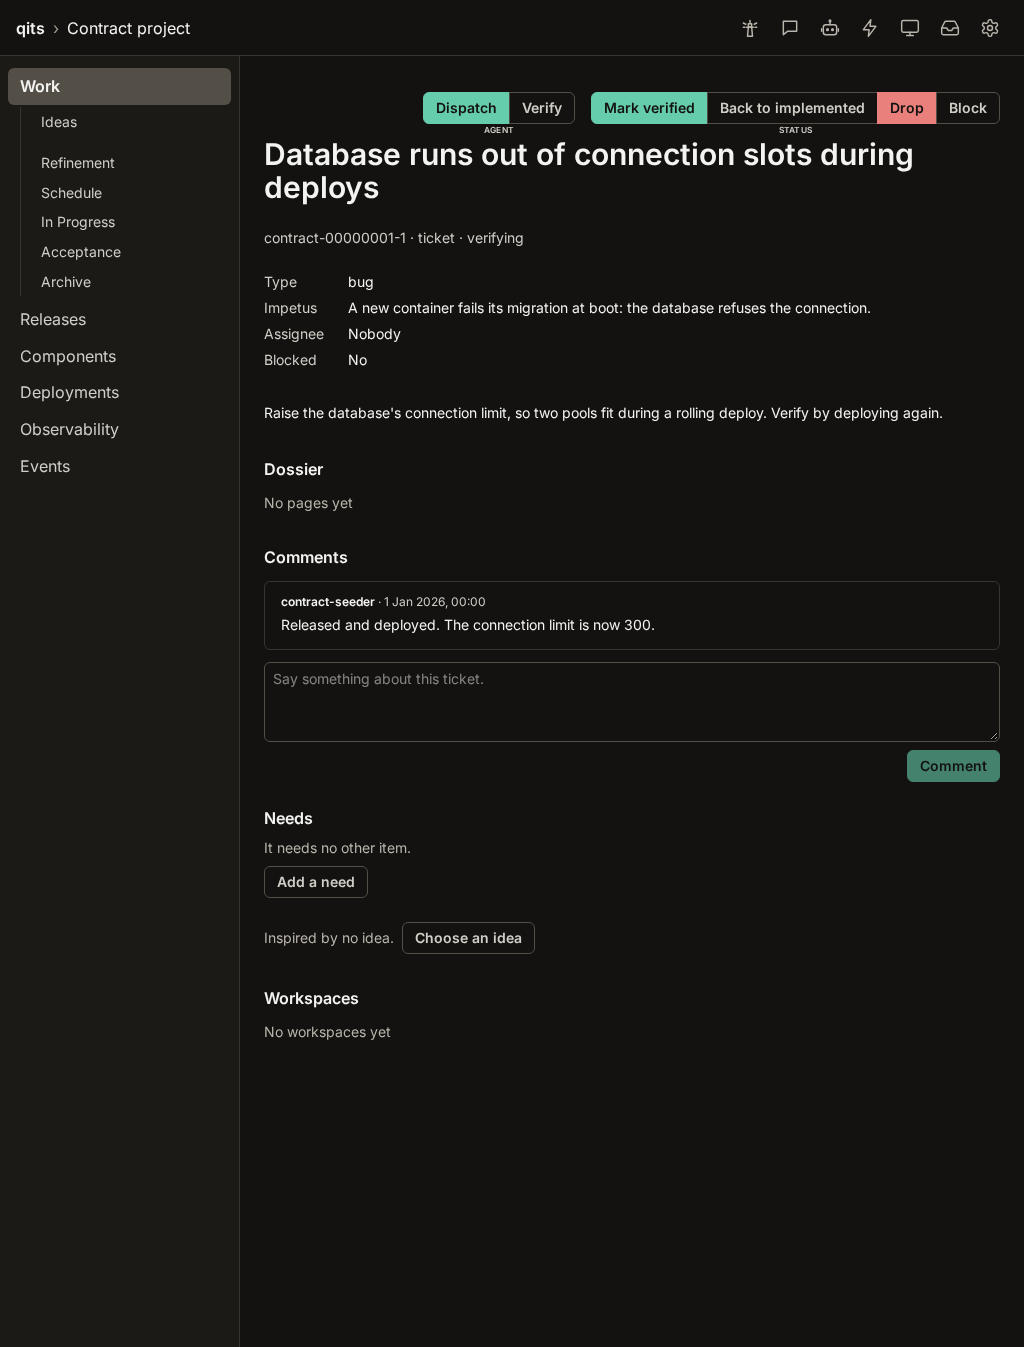 qits › Contract project
Work
Ideas
Refinement
Schedule
In Progress
Acceptance
Archive
Releases
Components
Deployments
Observability
Events
Dispatch Verify Mark verified Back to implemented Drop Block
AGENT STATUS
Database runs out of connection slots during
deploys
contract-00000001-1 · ticket · verifying
Type bug
Impetus A new container fails its migration at boot: the database refuses the connection.
Assignee Nobody
Blocked No
Raise the database's connection limit, so two pools fit during a rolling deploy. Verify by deploying again.
Dossier
No pages yet
Comments
contract-seeder · 1 Jan 2026, 00:00
Released and deployed. The connection limit is now 300.
Say something about this ticket.
Comment
Needs
It needs no other item.
Add a need
Inspired by no idea. Choose an idea
Workspaces
No workspaces yet